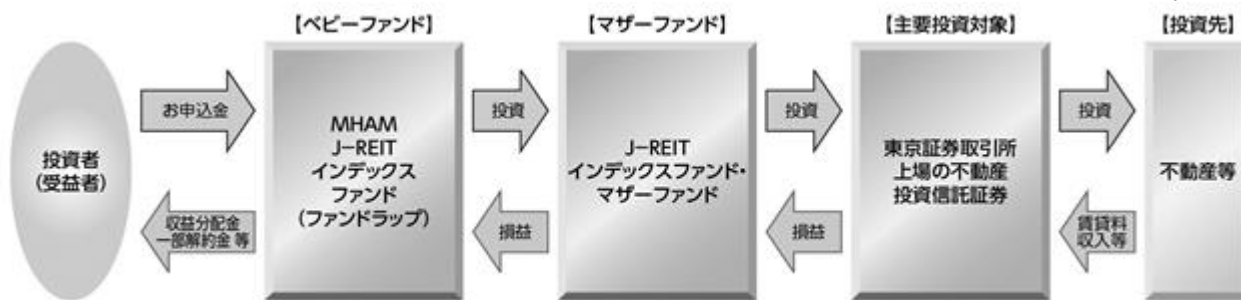 【ベビーファンド】
【マザーファンド】
【主要投資対象】
【投資先】
投資者
(受益者)
お申込金
収益分配金
一部解約金 等
MHAM
J-REIT
インデックス
ファンド
(ファンドラップ)
投資
損益
J-REIT
インデックスファンド・
マザーファンド
投資
損益
東京証券取引所
上場の不動産
投資信託証券
投資
賃貸料
収入等
不動産等